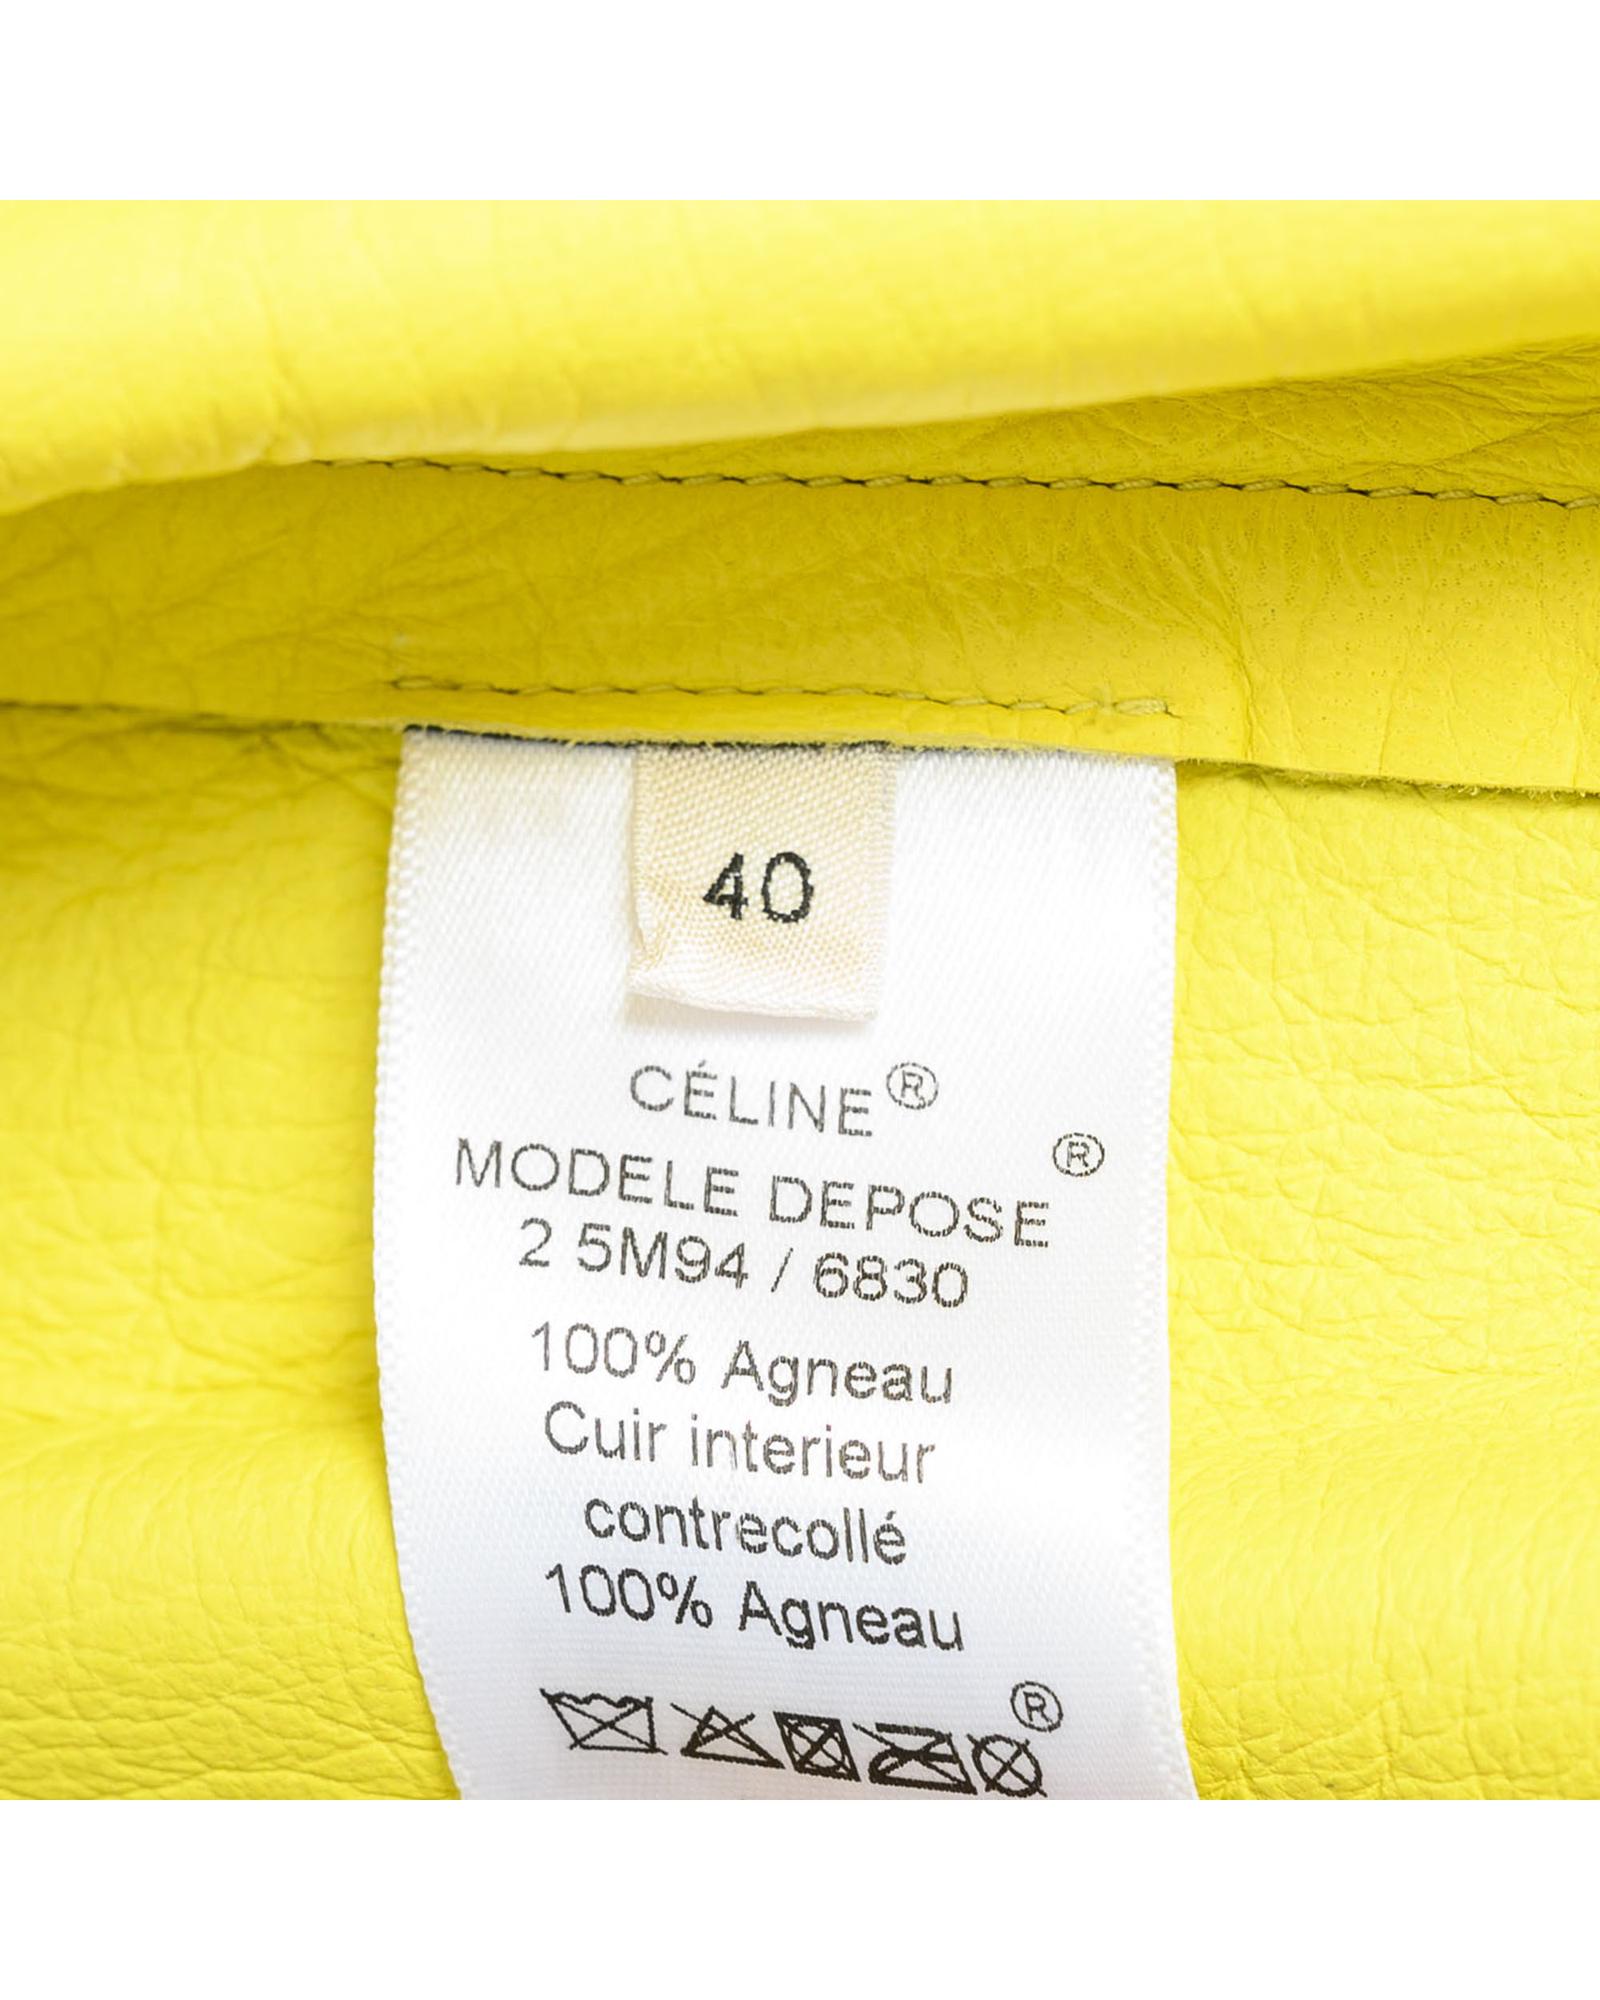 40
CÉLINE®
MODELE DEPOSE ®
2 5M94 / 6830
100% Agneau
Cuir interieur
contrecollé
100% Agneau
®